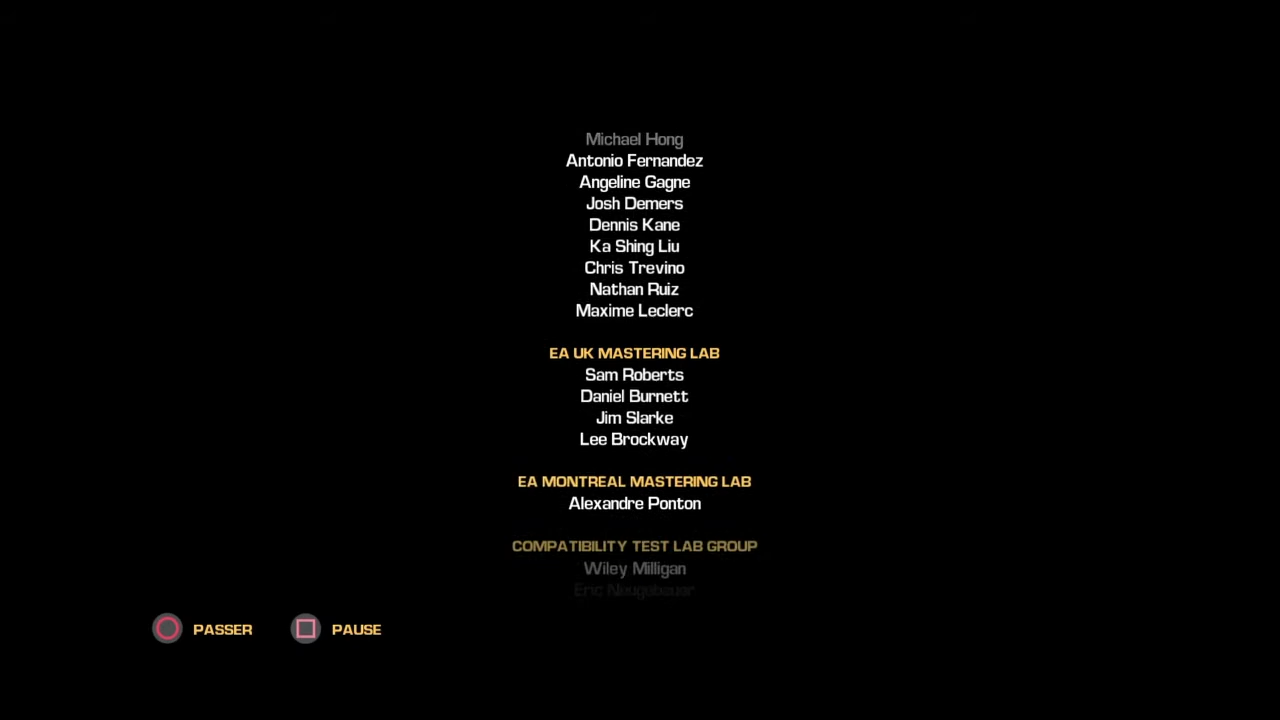 Michael Hong
Antonio Fernandez
Angeline Gagne
Josh Demers
Dennis Kane
Ka Shing Liu
Chris Trevino
Nathan Ruiz
Maxime Leclerc
EA UK MASTERING LAB
Sam Roberts
Daniel Burnett
Jim Slarke
Lee Brockway
EA MONTREAL MASTERING LAB
Alexandre Ponton
COMPATIBILITY TEST LAB GROUP
Wiley Milligan
Eric Neugebauer
PASSER
PAUSE